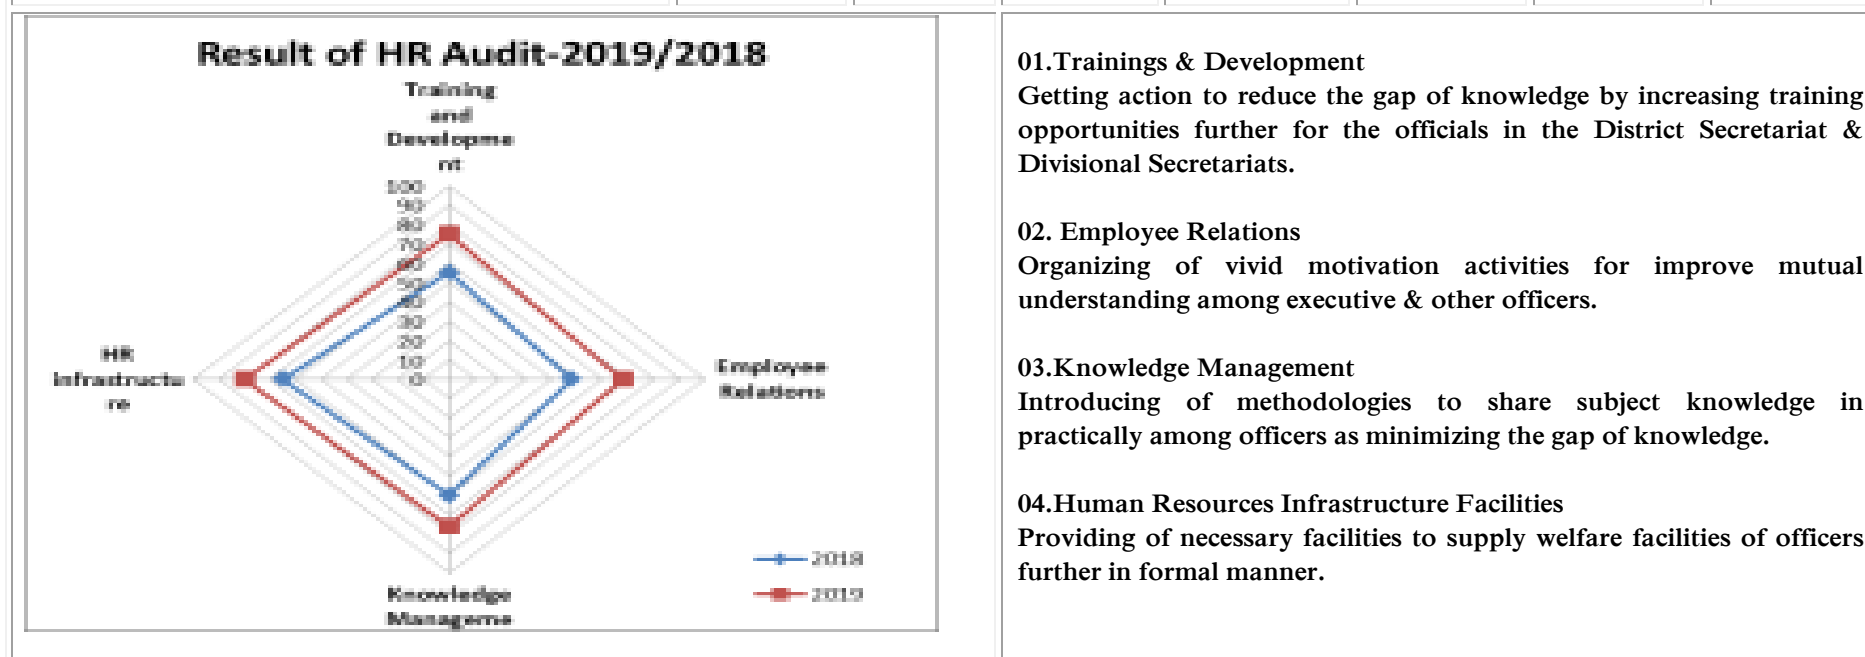 Result of HR Audit-2019/2018
Training
and
Developme
nt
100
90
80
70
60
50
40
30
20
10
0
HR
Infrastructu
re
Employee
Relations
Knowledge
Manageme
2018
2019
01.Trainings & Development
Getting action to reduce the gap of knowledge by increasing training
opportunities further for the officials in the District Secretariat &
Divisional Secretariats.
02. Employee Relations
Organizing of vivid motivation activities for improve mutual
understanding among executive & other officers.
03.Knowledge Management
Introducing of methodologies to share subject knowledge in
practically among officers as minimizing the gap of knowledge.
04.Human Resources Infrastructure Facilities
Providing of necessary facilities to supply welfare facilities of officers
further in formal manner.